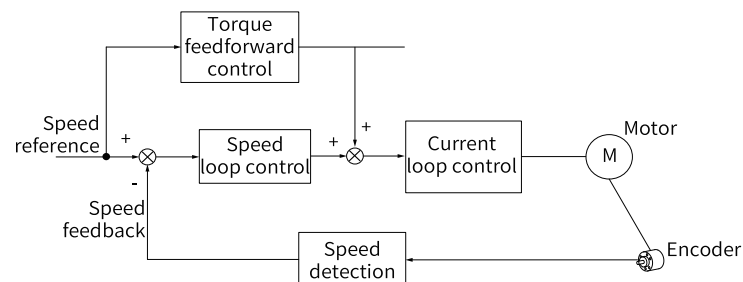 Torque
feedforward
control
Speed
reference
+
Speed
loop control
+
+
Current
loop control
Motor
M
-
Speed
feedback
Speed
detection
Encoder